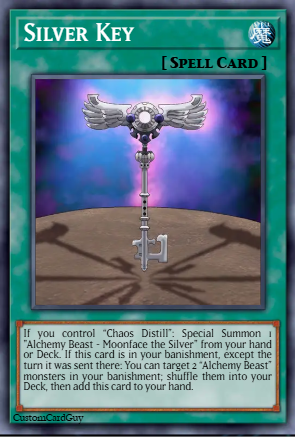 Silver Key
魔
[ Spell Card ]
If you control "Chaos Distill": Special Summon 1
"Alchemy Beast - Moonface the Silver" from your hand
or Deck. If this card is in your banishment, except the
turn it was sent there: You can target 2 "Alchemy Beast"
monsters in your banishment; shuffle them into your
Deck, then add this card to your hand.
CustomCardGuy